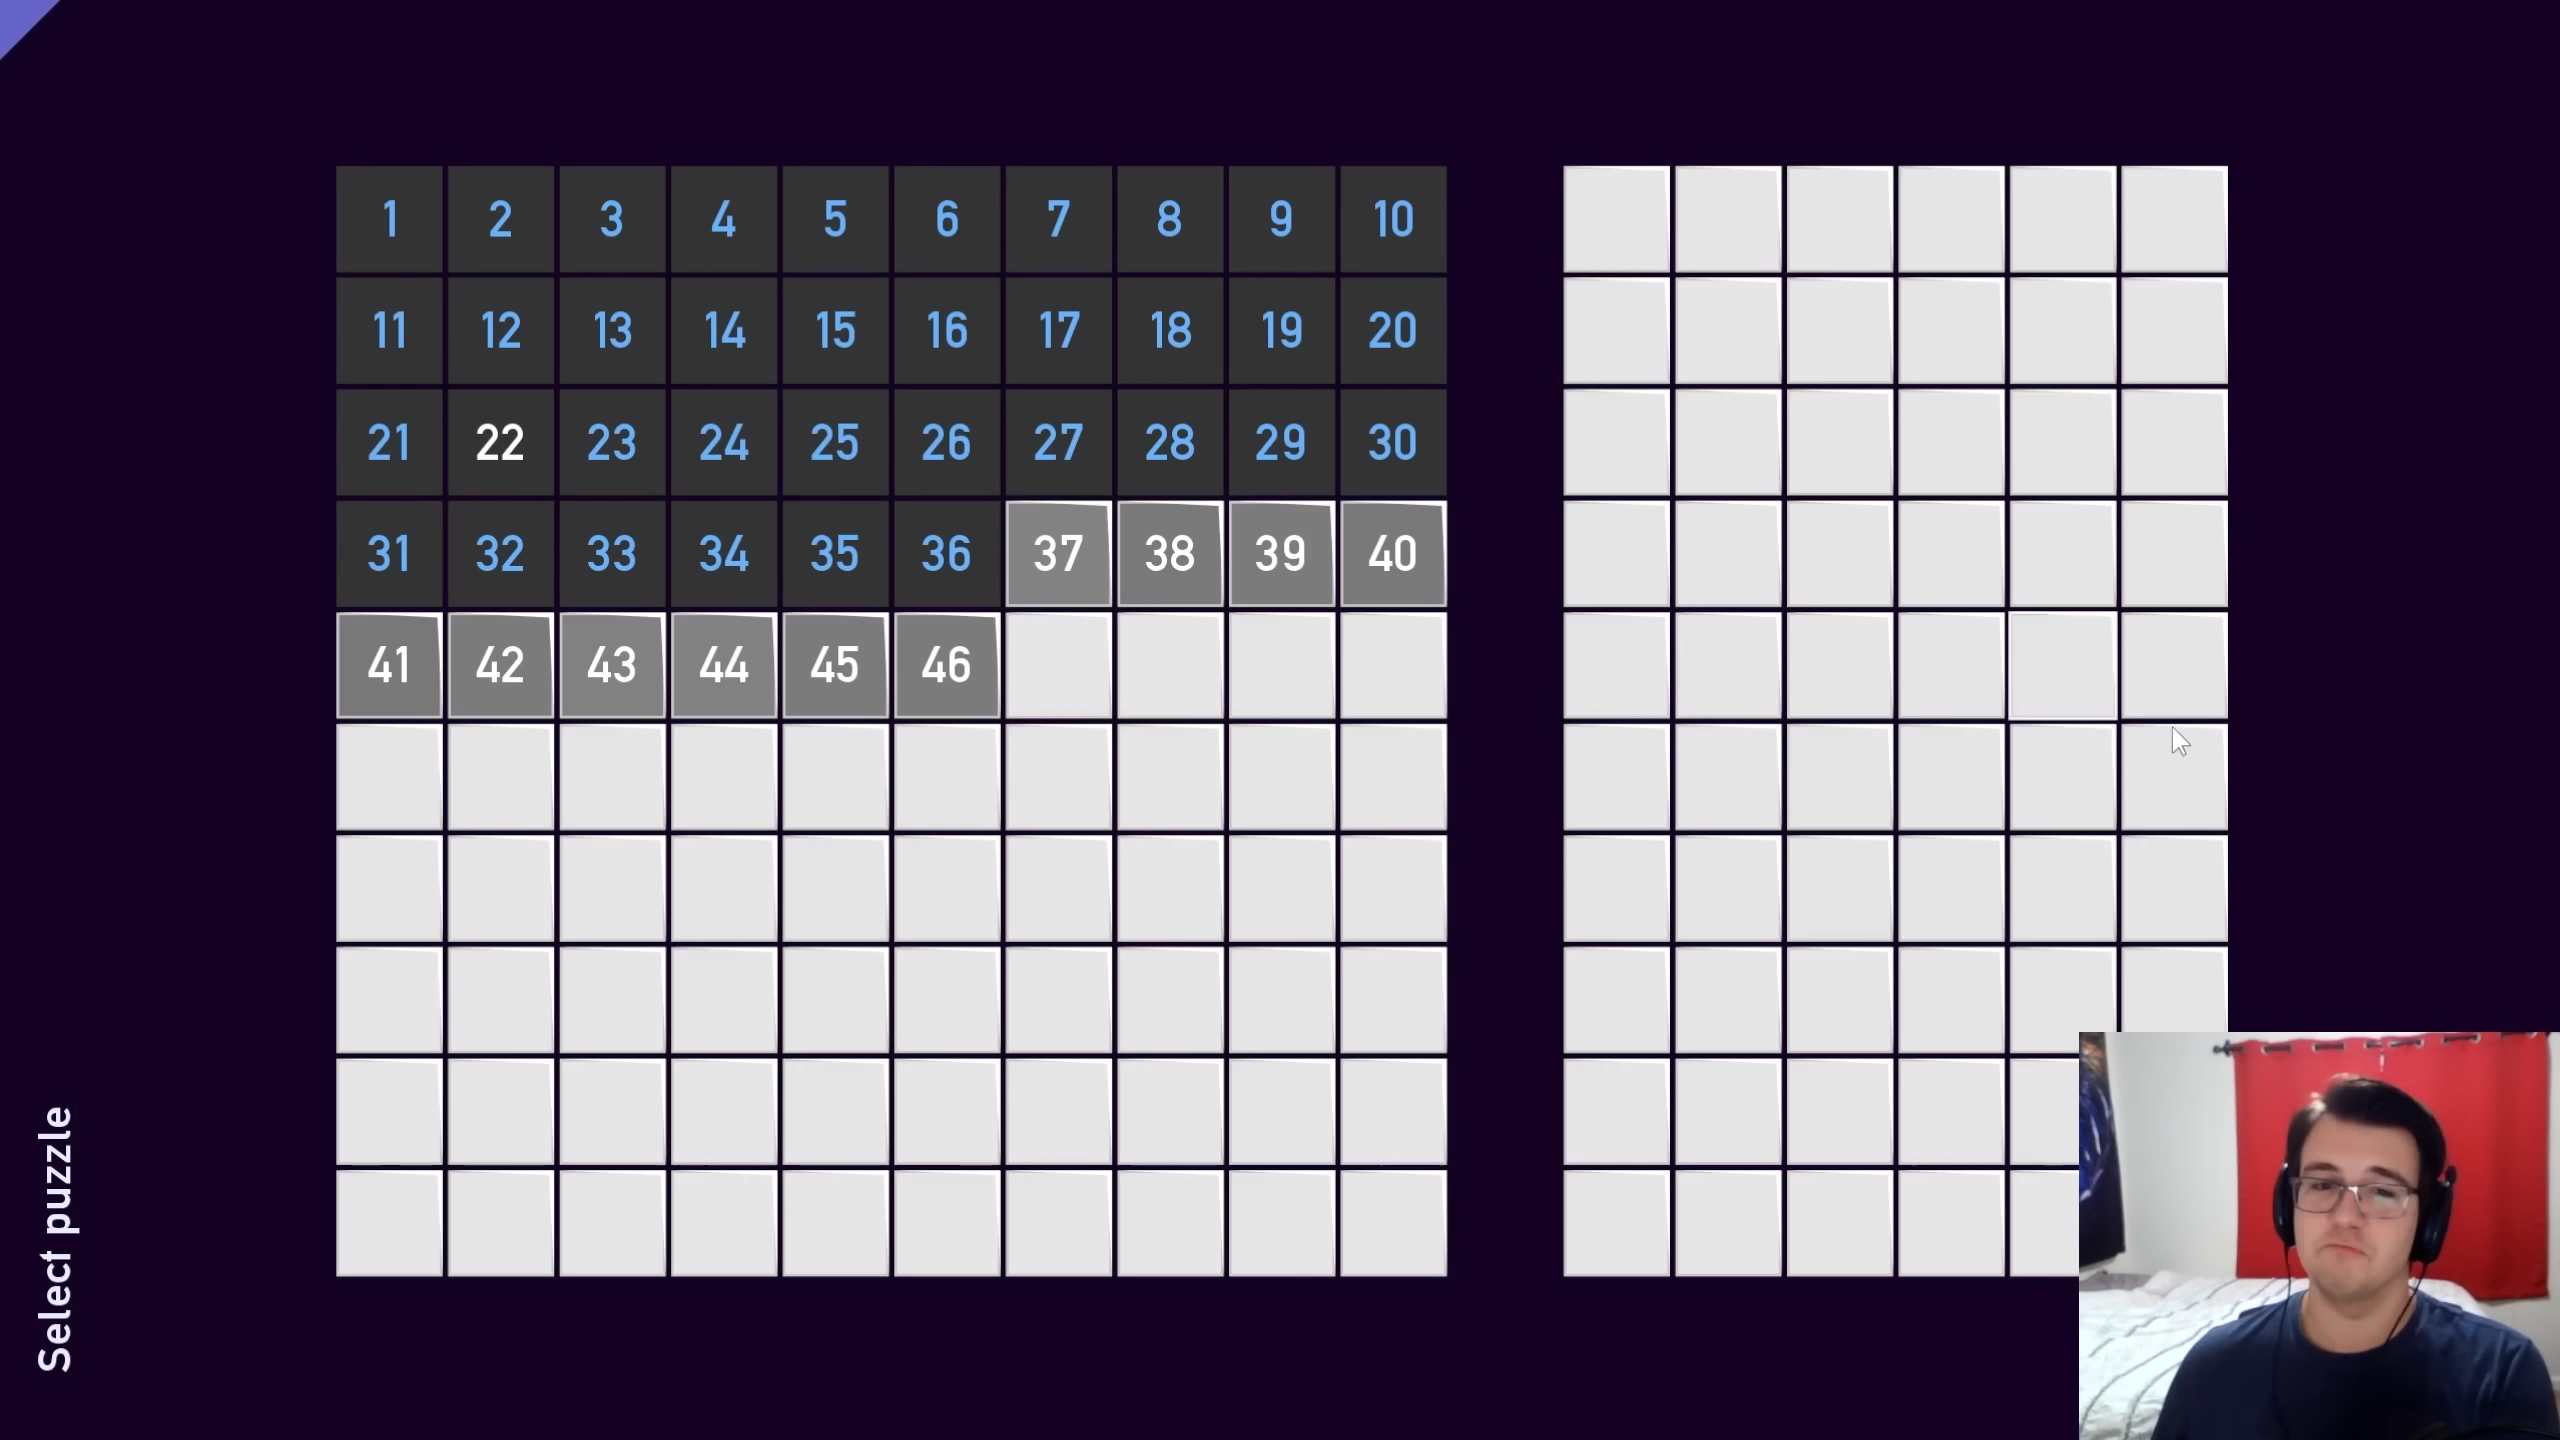 1 2 3 4 5 6 7 8 9 10
11 12 13 14 15 16 17 18 19 20
21 22 23 24 25 26 27 28 29 30
31 32 33 34 35 36 37 38 39 40
41 42 43 44 45 46
Select puzzle